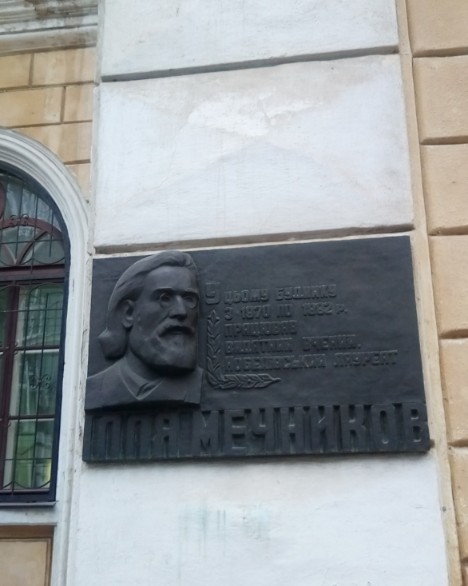 У ЦЬОМУ БУДИНКУ
З 1870 ПО 1882 Р.
ПРАЦЮВАВ
ВИДАТНИЙ ВЧЕНИЙ,
НОБЕЛІВСЬКИЙ ЛАУРЕАТ
ІЛЛЯ МЕЧНИКОВ